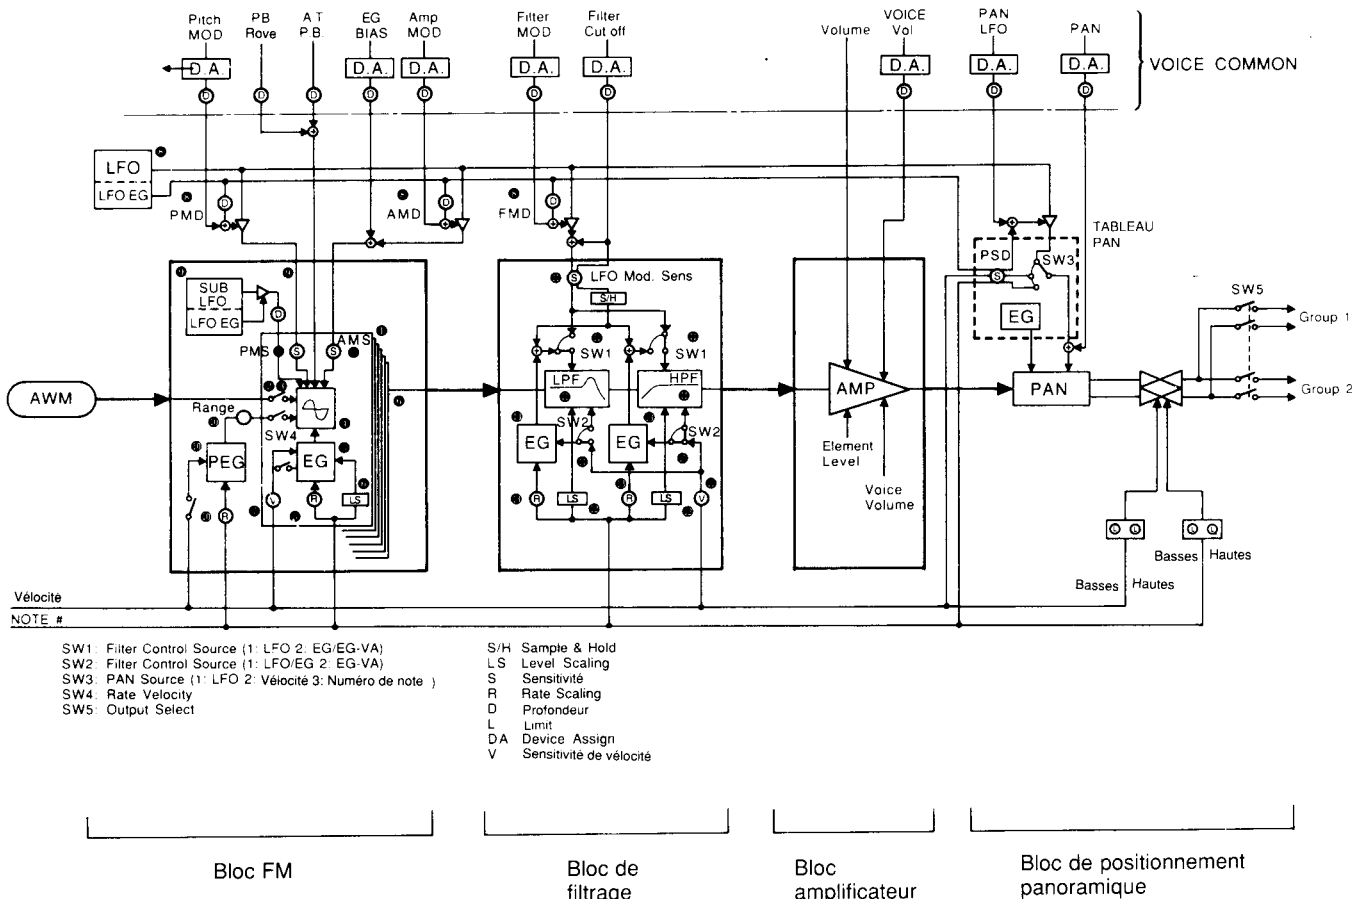 Pitch MOD
PB Rove
A.T P.B.
EG BIAS
Amp MOD
Filter MOD
Filter Cut off
Volume
VOICE Vol
PAN LFO
PAN
D.A.
D.A.
D.A.
D.A.
D.A.
D.A.
D.A.
D.A.
VOICE COMMON
D
D
D
D
D
D
D
D
D
D
LFO
LFO EG
PMD
D
AMD
D
FMD
D
TABLEAU PAN
PSD
SW3
S
EG
SUB LFO
LFO EG
D
PMS
S
S
AMS
S
LFO Mod. Sens
S/H
SW1
SW1
LPF
HPF
SW2
SW2
EG
EG
R
LS
R
LS
V
AWM
Range
SW4
PEG
EG
R
V
R
LS
AMP
Element Level
Voice Volume
PAN
SW5
Group 1
Group 2
L
L
L
L
Basses
Hautes
Basses
Hautes
Vélocité
NOTE #
SW1: Filter Control Source (1: LFO 2: EG/EG-VA)
SW2: Filter Control Source (1: LFO/EG 2: EG-VA)
SW3: PAN Source (1: LFO 2: Vélocité 3: Numéro de note )
SW4: Rate Velocity
SW5: Output Select
S/H Sample & Hold
LS Level Scaling
S Sensitivité
R Rate Scaling
D Profondeur
L Limit
DA Device Assign
V Sensitivité de vélocité
Bloc FM
Bloc de
filtrage
Bloc
amplificateur
Bloc de positionnement
panoramique